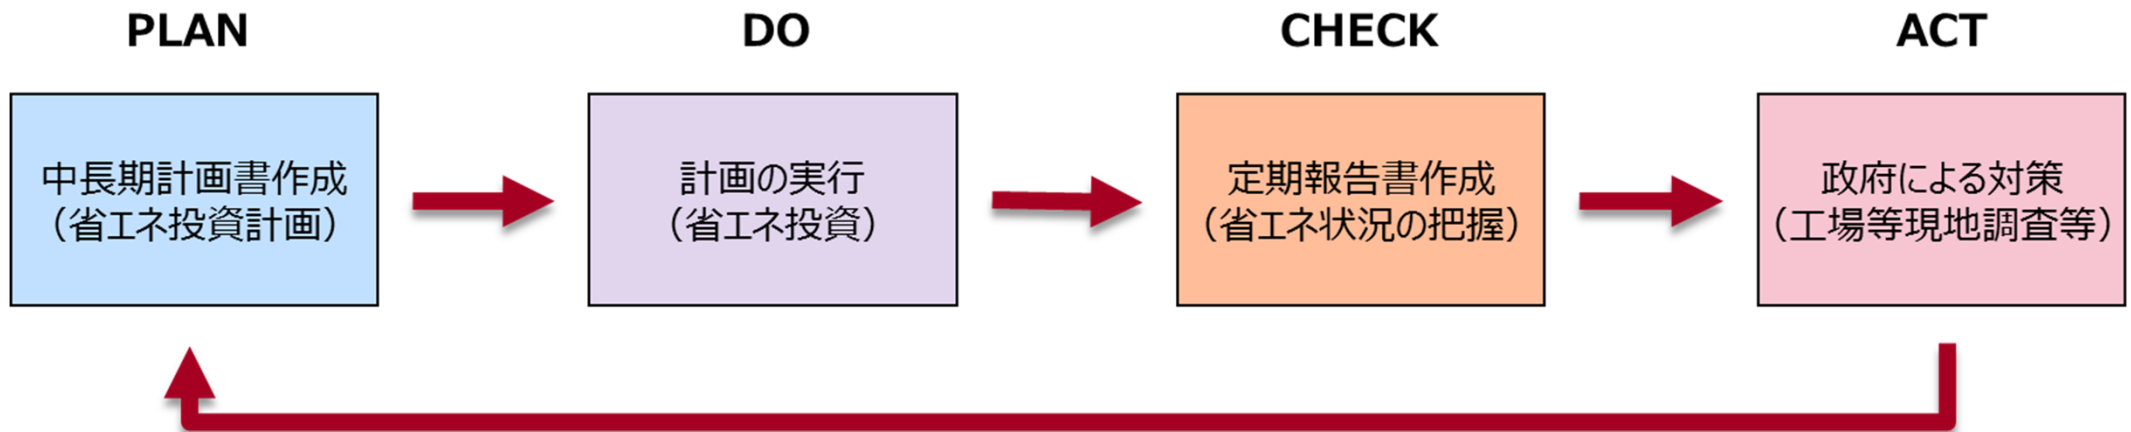 PLAN
DO
CHECK
ACT
中長期計画書作成
（省エネ投資計画）
計画の実行
（省エネ投資）
定期報告書作成
（省エネ状況の把握）
政府による対策
（工場等現地調査等）